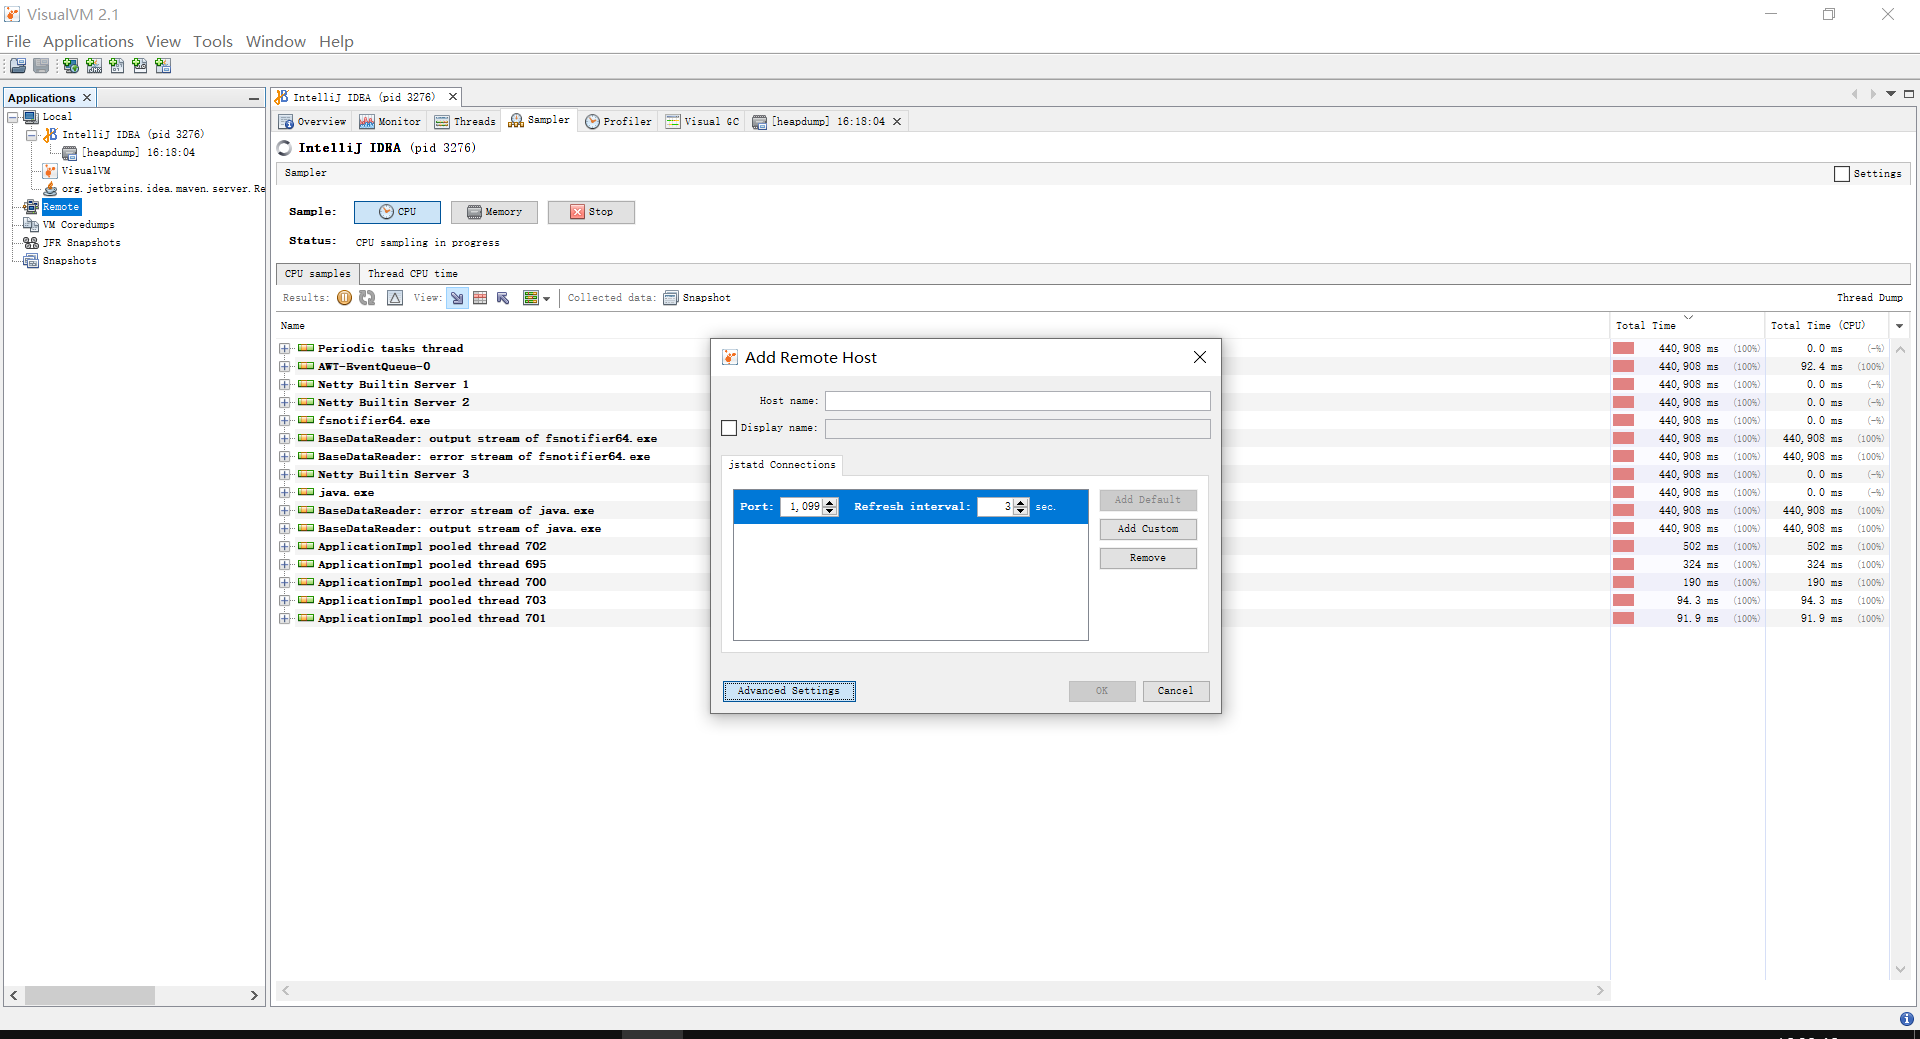 VisualVM 2.1
File Applications View Tools Window Help
Applications
Local
IntelliJ IDEA (pid 3276)
[heapdump] 16:18:04
VisualVM
org.jetbrains.idea.maven.server.Re
Remote
VM Coredumps
JFR Snapshots
Snapshots
IntelliJ IDEA (pid 3276)
Overview Monitor Threads Sampler Profiler Visual GC [heapdump] 16:18:04
IntelliJ IDEA (pid 3276)
Sampler Settings
Sample: CPU Memory Stop
Status: CPU sampling in progress
CPU samples Thread CPU time
Results: View: Collected data: Snapshot Thread Dump
Name Total Time Total Time (CPU)
Periodic tasks thread 440,908 ms (100%) 0.0 ms (-%)
AWT-EventQueue-0 440,908 ms (100%) 92.4 ms (100%)
Netty Builtin Server 1 440,908 ms (100%) 0.0 ms (-%)
Netty Builtin Server 2 440,908 ms (100%) 0.0 ms (-%)
fsnotifier64.exe 440,908 ms (100%) 0.0 ms (-%)
BaseDataReader: output stream of fsnotifier64.exe 440,908 ms (100%) 440,908 ms (100%)
BaseDataReader: error stream of fsnotifier64.exe 440,908 ms (100%) 440,908 ms (100%)
Netty Builtin Server 3 440,908 ms (100%) 0.0 ms (-%)
java.exe 440,908 ms (100%) 0.0 ms (-%)
BaseDataReader: error stream of java.exe 440,908 ms (100%) 440,908 ms (100%)
BaseDataReader: output stream of java.exe 440,908 ms (100%) 440,908 ms (100%)
ApplicationImpl pooled thread 702 502 ms (100%) 502 ms (100%)
ApplicationImpl pooled thread 695 324 ms (100%) 324 ms (100%)
ApplicationImpl pooled thread 700 190 ms (100%) 190 ms (100%)
ApplicationImpl pooled thread 703 94.3 ms (100%) 94.3 ms (100%)
ApplicationImpl pooled thread 701 91.9 ms (100%) 91.9 ms (100%)
Add Remote Host
Host name:
Display name:
jstatd Connections
Port: 1,099 Refresh interval: 3 sec.
Add Default
Add Custom
Remove
Advanced Settings OK Cancel